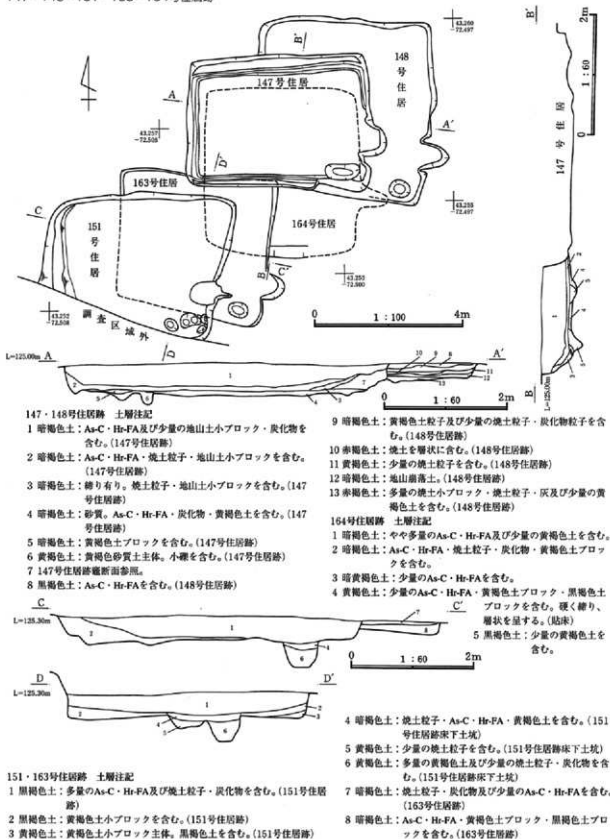 147号住居
148
号
住
居
163号住居
164号住居
151
号
住
居
調査区域外
147号住居
A
A'
B
B'
C
C'
D
D'
0 1:100 4m
0 1:60 2m
L=125.00m A A'
10 9 8
11
12
13
0 1:60 2m
L=125.00m
147・148号住居跡 土層注記
1 暗褐色土：As-C・Hr-FA及び少量の地山土小ブロック・炭化物を
含む。(147号住居跡)
2 暗褐色土：As-C・Hr-FA・焼土粒子・地山土小ブロックを含む。
(147号住居跡)
3 暗褐色土：締り有り。焼土粒子・地山土小ブロックを含む。(147
号住居跡)
4 暗褐色土：砂質。As-C・Hr-FA・炭化物・黄褐色土を含む。(147
号住居跡)
5 暗褐色土：黄褐色土ブロックを含む。(147号住居跡)
6 黄褐色土：黄褐色砂質土主体。小礫を含む。(147号住居跡)
7 147号住居跡竈断面参照。
8 黒褐色土：As-C・Hr-FAを含む。(148号住居跡)
9 暗褐色土：黄褐色土粒子及び少量の焼土粒子・炭化物粒子を含
む。(148号住居跡)
10 赤褐色土：焼土を層状に含む。(148号住居跡)
11 黄褐色土：少量の焼土粒子を含む。(148号住居跡)
12 暗褐色土：地山崩落土。(148号住居跡)
13 赤褐色土：多量の焼土小ブロック・焼土粒子・灰及び少量の黄
褐色土を含む。(148号住居跡)
164号住居跡 土層注記
1 暗褐色土：やや多量のAs-C・Hr-FA及び少量の黄褐色土を含む。
2 暗褐色土：As-C・Hr-FA・焼土粒子・炭化物・黄褐色土ブロッ
クを含む。
3 暗黄褐色土：少量のAs-C・Hr-FAを含む。
4 黄褐色土：少量のAs-C・Hr-FA・黄褐色土ブロック・黒褐色土
ブロックを含む。硬く締り、
層状を呈する。(貼床)
5 黒褐色土：少量の黄褐色土を
含む。
C C'
L=125.30m
0 1:60 2m
D D'
L=125.30m
151・163号住居跡 土層注記
1 黒褐色土：多量のAs-C・Hr-FA及び焼土粒子・炭化物を含む。(151号住居
跡)
2 黒褐色土：黄褐色土小ブロックを含む。(151号住居跡)
3 黄褐色土：黄褐色土小ブロック主体。黒褐色土を含む。(151号住居跡)
4 暗褐色土：焼土粒子・As-C・Hr-FA・黄褐色土を含む。(151
号住居跡床下土坑)
5 黄褐色土：少量の焼土粒子を含む。(151号住居跡床下土坑)
6 黄褐色土：多量の黄褐色土及び少量の焼土粒子・炭化物を含
む。(151号住居跡床下土坑)
7 暗褐色土：焼土粒子・炭化物及び少量のAs-C・Hr-FAを含む。
(163号住居跡)
8 暗褐色土：As-C・Hr-FA・黄褐色土ブロック・黒褐色土ブロ
ックを含む。(163号住居跡)